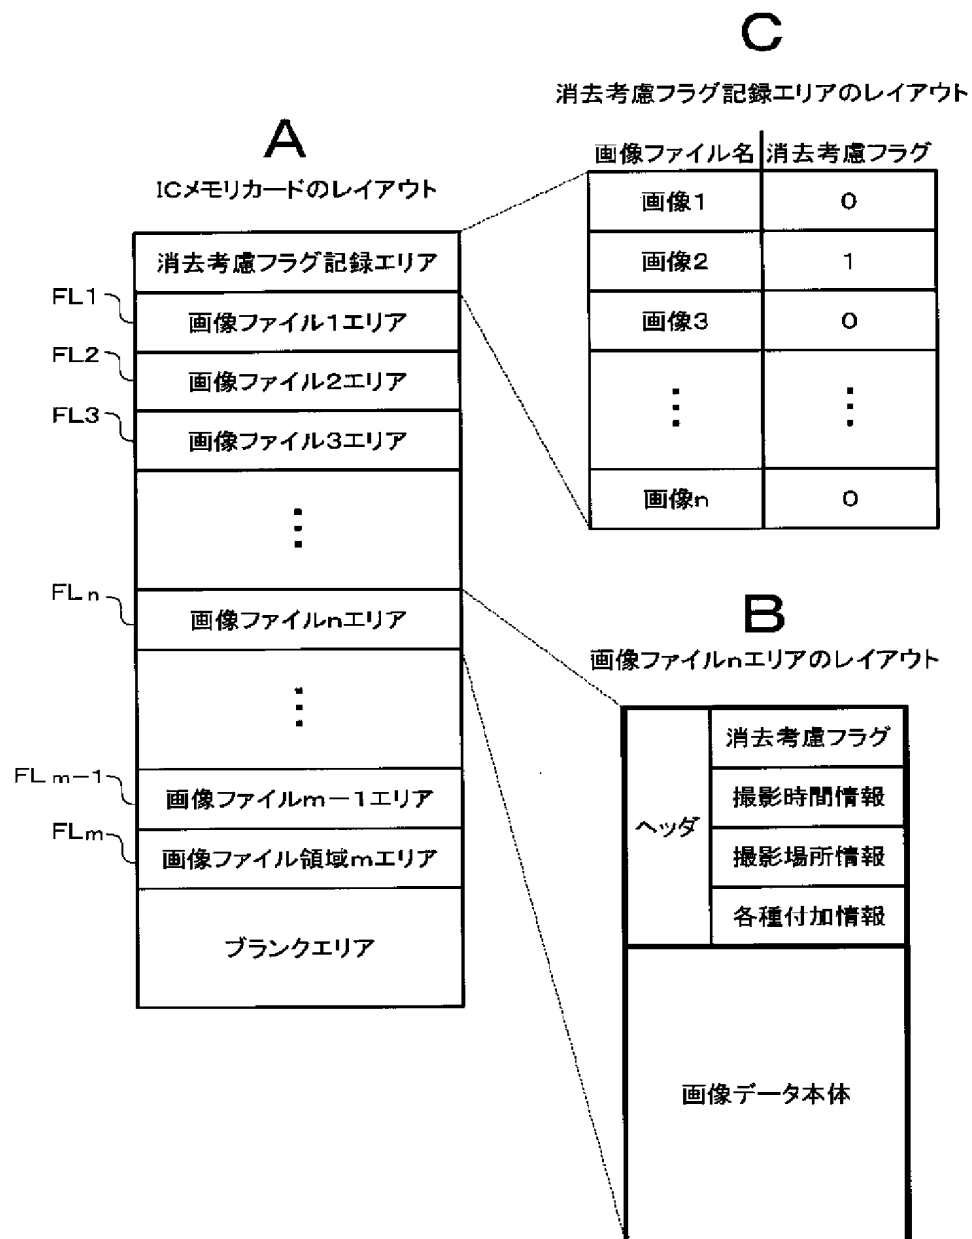 A
ICメモリカードのレイアウト
消去考慮フラグ記録エリア
FL1
画像ファイル1エリア
FL2
画像ファイル2エリア
FL3
画像ファイル3エリア
⋮
FLn
画像ファイルnエリア
⋮
FLm-1
画像ファイルm-1エリア
FLm
画像ファイル領域mエリア
ブランクエリア
C
消去考慮フラグ記録エリアのレイアウト
画像ファイル名 消去考慮フラグ
画像1 0
画像2 1
画像3 0
⋮ ⋮
画像n 0
B
画像ファイルnエリアのレイアウト
ヘッダ
消去考慮フラグ
撮影時間情報
撮影場所情報
各種付加情報
画像データ本体